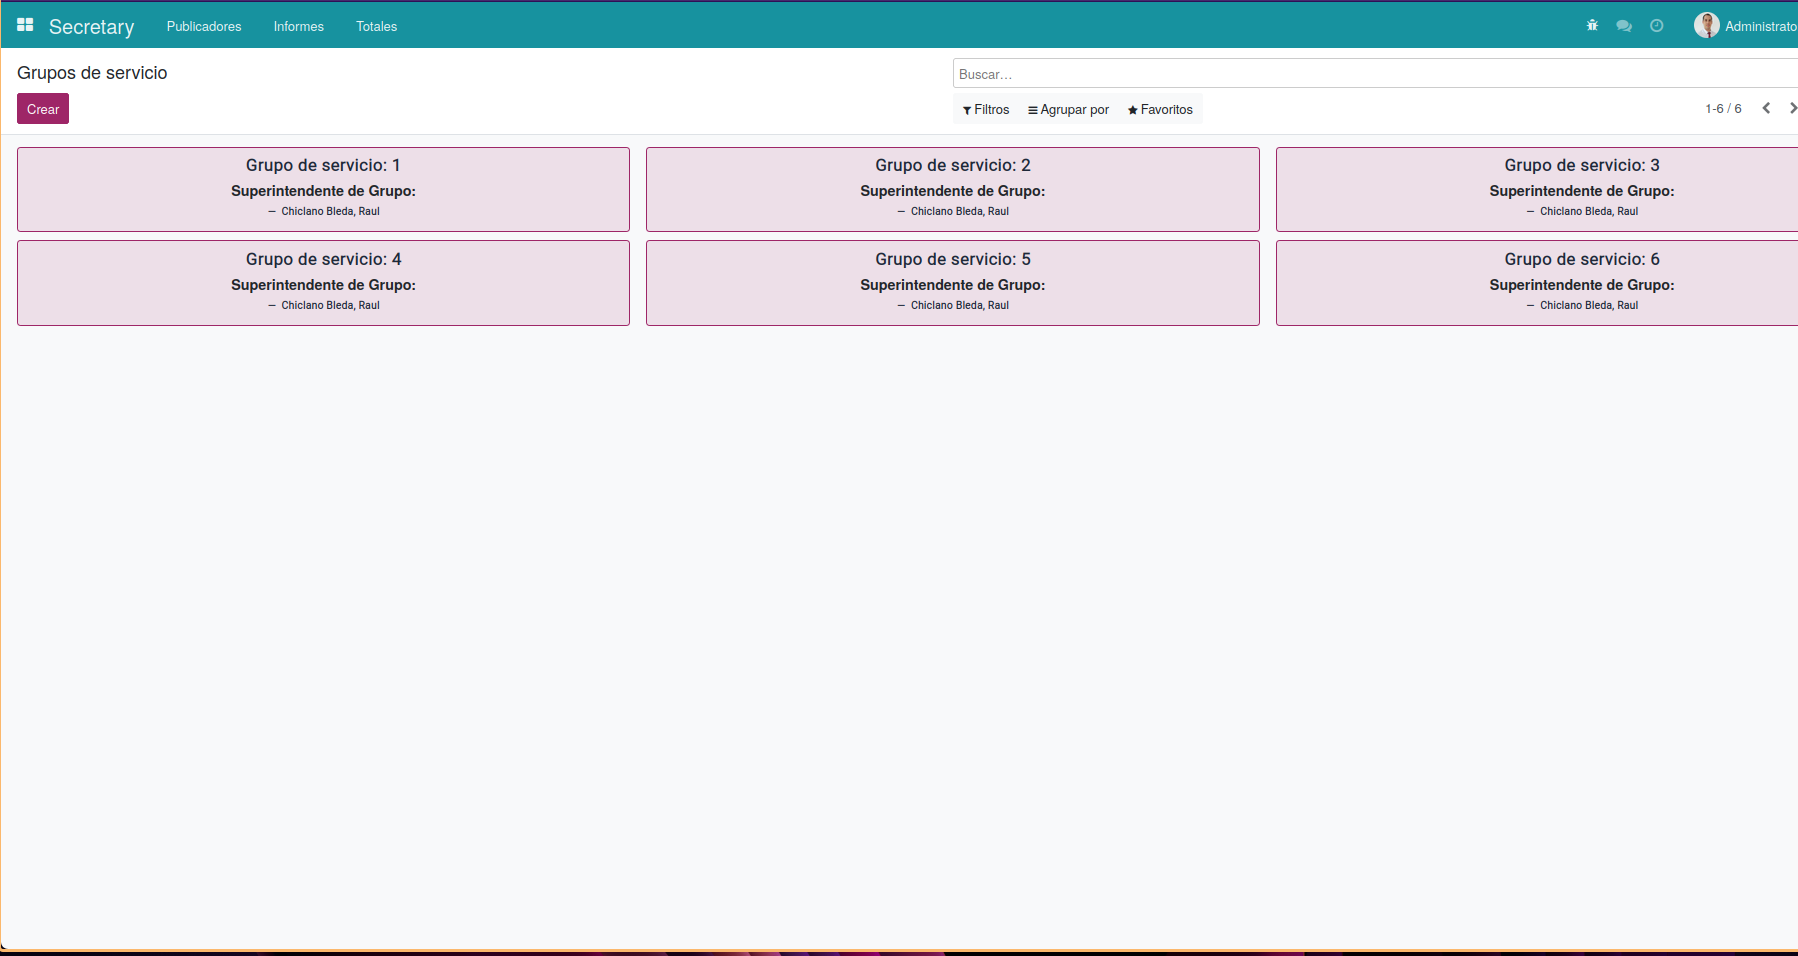 Secretary Publicadores Informes Totales Administrato
Grupos de servicio
Buscar...
Crear
Filtros Agrupar por Favoritos 1-6 / 6
Grupo de servicio: 1
Superintendente de Grupo:
— Chiclano Bleda, Raul
Grupo de servicio: 2
Superintendente de Grupo:
— Chiclano Bleda, Raul
Grupo de servicio: 3
Superintendente de Grupo:
— Chiclano Bleda, Raul
Grupo de servicio: 4
Superintendente de Grupo:
— Chiclano Bleda, Raul
Grupo de servicio: 5
Superintendente de Grupo:
— Chiclano Bleda, Raul
Grupo de servicio: 6
Superintendente de Grupo:
— Chiclano Bleda, Raul